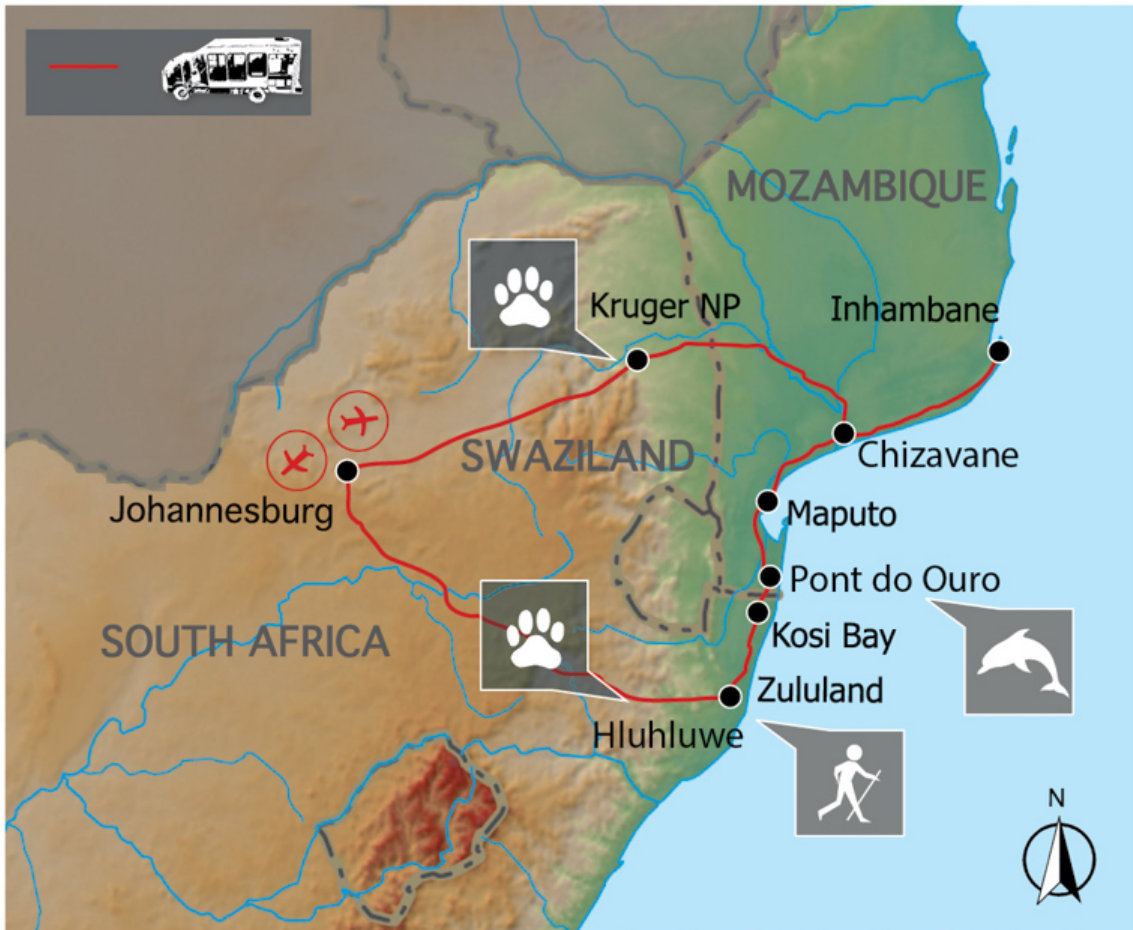 MOZAMBIQUE
Kruger NP
Inhambane
SWAZILAND
Chizavane
Johannesburg
Maputo
Pont do Ouro
SOUTH AFRICA
Kosi Bay
Zululand
Hluhluwe
N